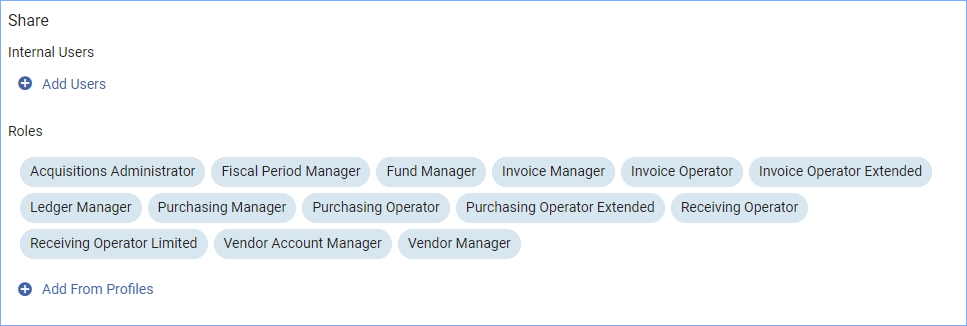 Share
Internal Users
Add Users
Roles
Acquisitions Administrator Fiscal Period Manager Fund Manager Invoice Manager Invoice Operator Invoice Operator Extended
Ledger Manager Purchasing Manager Purchasing Operator Purchasing Operator Extended Receiving Operator
Receiving Operator Limited Vendor Account Manager Vendor Manager
Add From Profiles